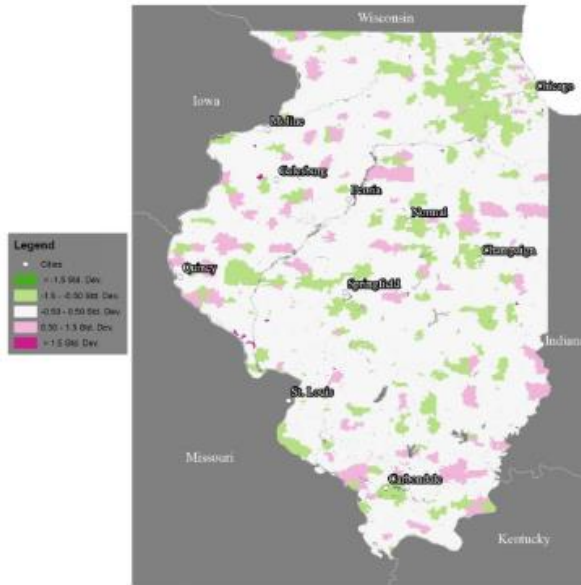 Wisconsin
Chicago
Iowa
Moline
Galesburg
Peoria
Normal
Legend
Cities
< -1.5 Std. Dev.
-1.5 - -0.50 Std. Dev.
-0.50 - 0.50 Std. Dev.
0.50 - 1.5 Std. Dev.
> 1.5 Std. Dev.
Quincy
Champaign
Springfield
Indiana
St. Louis
Missouri
Carbondale
Kentucky